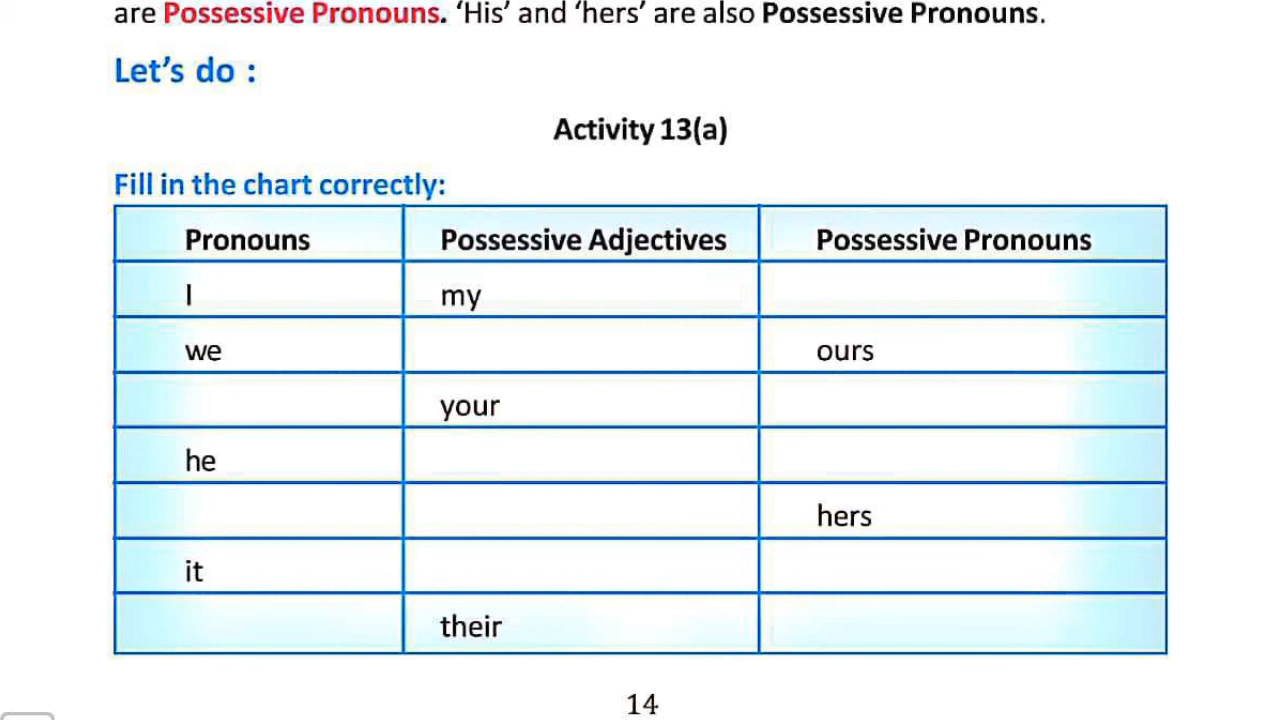 are Possessive Pronouns. ‘His’ and ‘hers’ are also Possessive Pronouns.
Let’s do :
Activity 13(a)
Fill in the chart correctly:
Pronouns Possessive Adjectives Possessive Pronouns
I my
we ours
your
he
hers
it
their
14